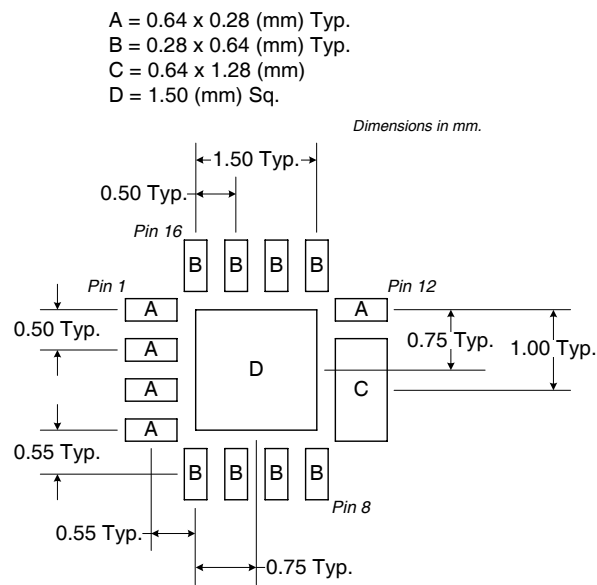 A = 0.64 x 0.28 (mm) Typ.
B = 0.28 x 0.64 (mm) Typ.
C = 0.64 x 1.28 (mm)
D = 1.50 (mm) Sq.
Dimensions in mm.
1.50 Typ.
0.50 Typ.
Pin 16
B B B B
Pin 1
Pin 12
A
A
0.50 Typ.
0.75 Typ.
1.00 Typ.
A
D
C
A
A
0.55 Typ.
B B B B
Pin 8
0.55 Typ.
0.75 Typ.